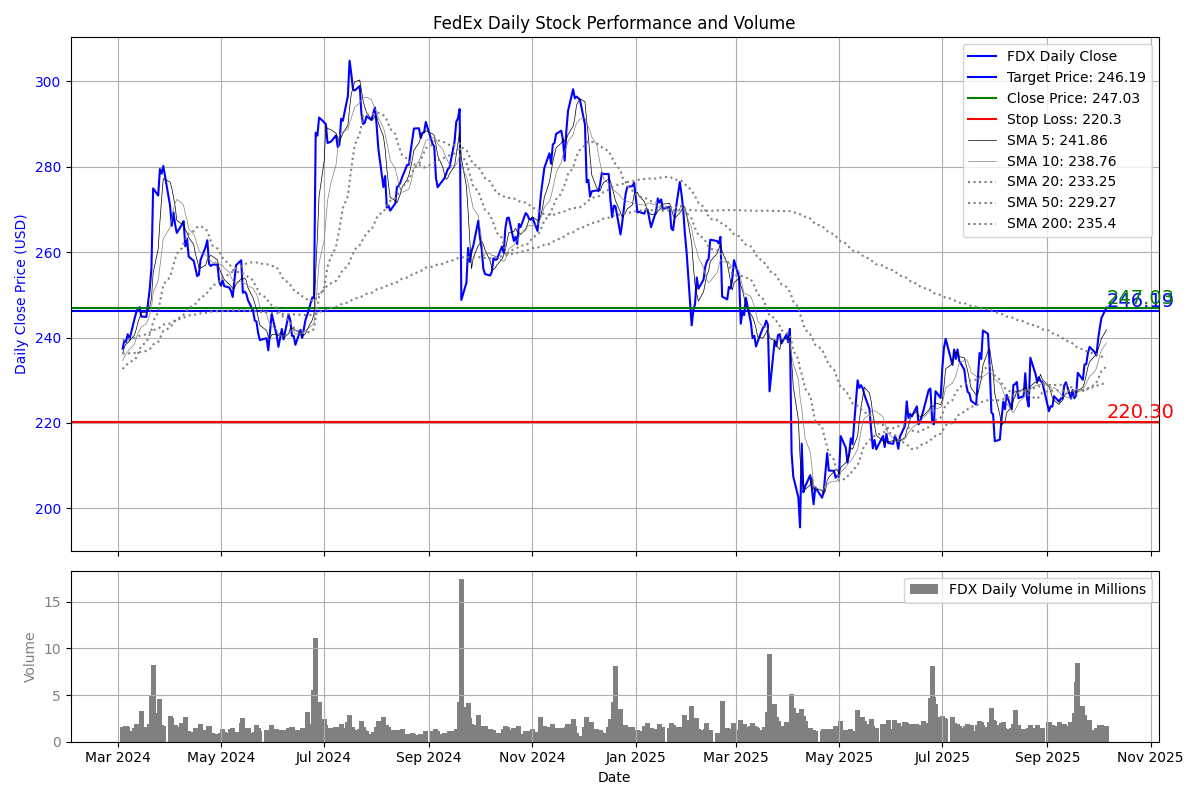 FedEx Daily Stock Performance and Volume
Daily Close Price (USD)
300
280
260
240
220
200
FDX Daily Close
Target Price: 246.19
Close Price: 247.03
Stop Loss: 220.3
SMA 5: 241.86
SMA 10: 238.76
SMA 20: 233.25
SMA 50: 229.27
SMA 200: 235.4
247.03
246.19
220.30
Volume
15
10
5
0
FDX Daily Volume in Millions
Mar 2024 May 2024 Jul 2024 Sep 2024 Nov 2024 Jan 2025 Mar 2025 May 2025 Jul 2025 Sep 2025 Nov 2025
Date